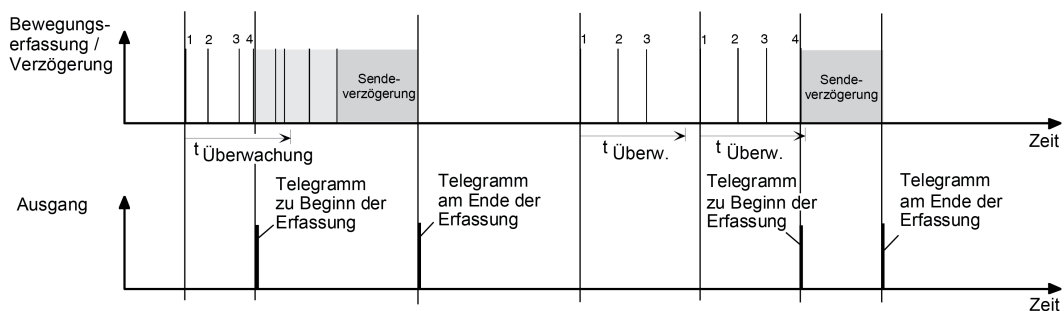 Bewegungs-
erfassung /
Verzögerung
1 2 3 4
Sende-
verzögerung
1 2 3
1 2 3 4
Sende-
verzögerung
Zeit
t Überwachung
t Überw.
t Überw.
Ausgang
Telegramm
zu Beginn der
Erfassung
Telegramm
am Ende der
Erfassung
Telegramm
zu Beginn der
Erfassung
Telegramm
am Ende der
Erfassung
Zeit